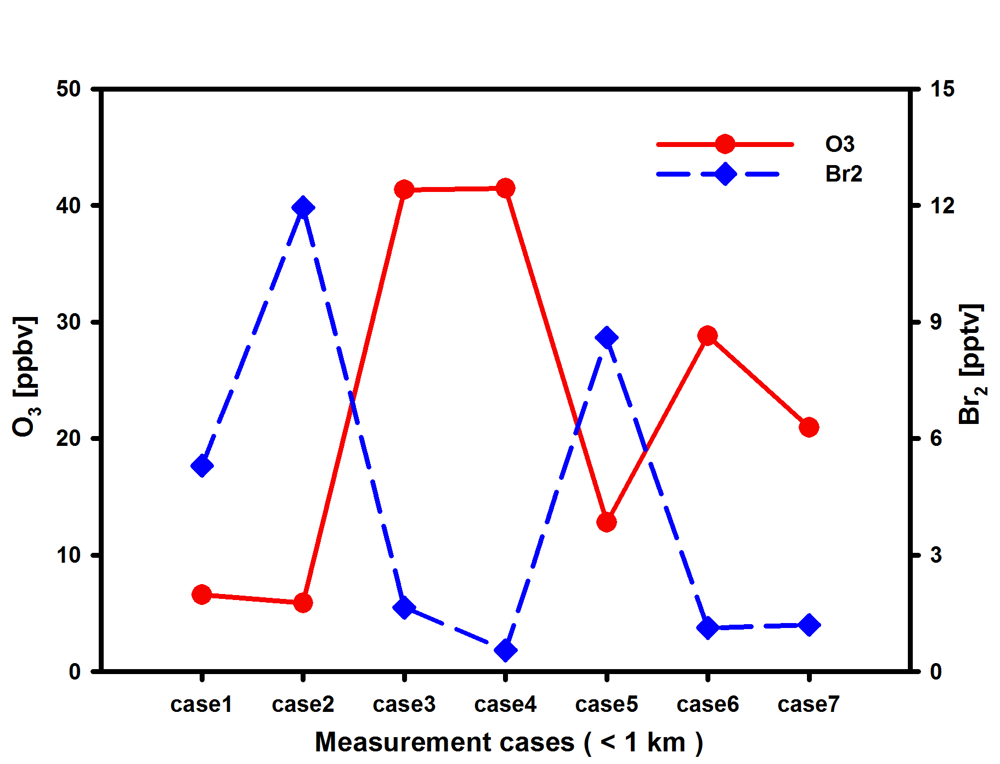 50
40
30
20
10
0
O3 [ppbv]
15
12
9
6
3
0
Br2 [pptv]
O3
Br2
case1 case2 case3 case4 case5 case6 case7
Measurement cases ( < 1 km )